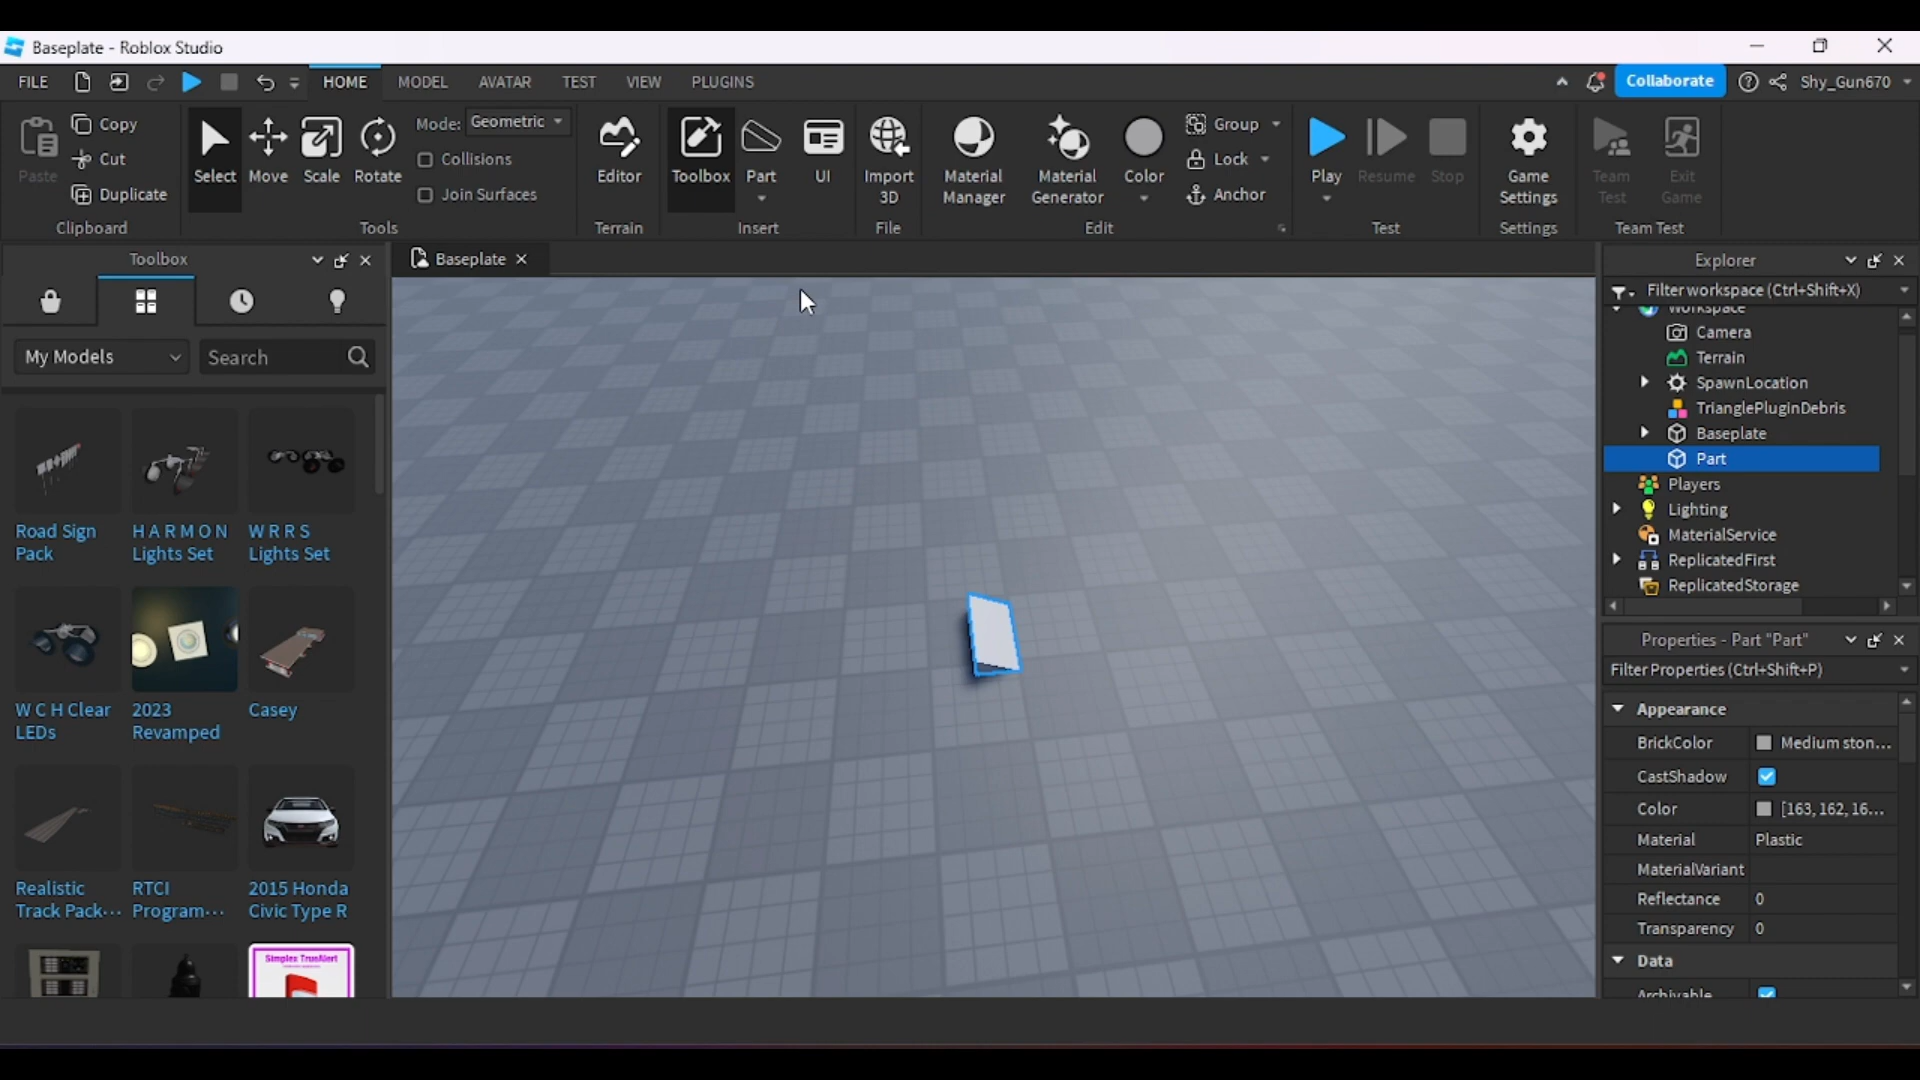 Baseplate - Roblox Studio
FILE HOME MODEL AVATAR TEST VIEW PLUGINS Collaborate Shy_Gun670
Paste Copy Cut Duplicate
Clipboard
Select Move Scale Rotate
Mode: Geometric
Collisions
Join Surfaces
Tools
Editor
Terrain
Toolbox Part UI
Insert
Import
3D
File
Material
Manager
Material
Generator
Color
Group
Lock
Anchor
Edit
Play Resume Stop
Test
Game
Settings
Settings
Team
Test
Exit
Game
Team Test
Toolbox
My Models Search
Road Sign
Pack
H A R M O N
Lights Set
W R R S
Lights Set
W C H Clear
LEDs
2023
Revamped
Casey
Realistic
Track Pack...
RTCI
Program...
2015 Honda
Civic Type R
Simplex TrueAlert
Baseplate
Explorer
Filter workspace (Ctrl+Shift+X)
Workspace
Camera
Terrain
SpawnLocation
TrianglePluginDebris
Baseplate
Part
Players
Lighting
MaterialService
ReplicatedFirst
ReplicatedStorage
Properties - Part "Part"
Filter Properties (Ctrl+Shift+P)
Appearance
BrickColor Medium ston...
CastShadow
Color [163, 162, 16...
Material Plastic
MaterialVariant
Reflectance 0
Transparency 0
Data
Archivable